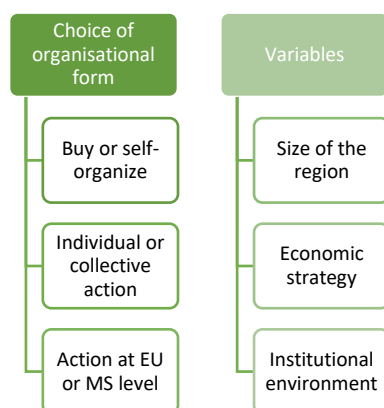 Choice of
organisational
form
Buy or self-
organize
Individual or
collective
action
Action at EU
or MS level
Variables
Size of the
region
Economic
strategy
Institutional
environment